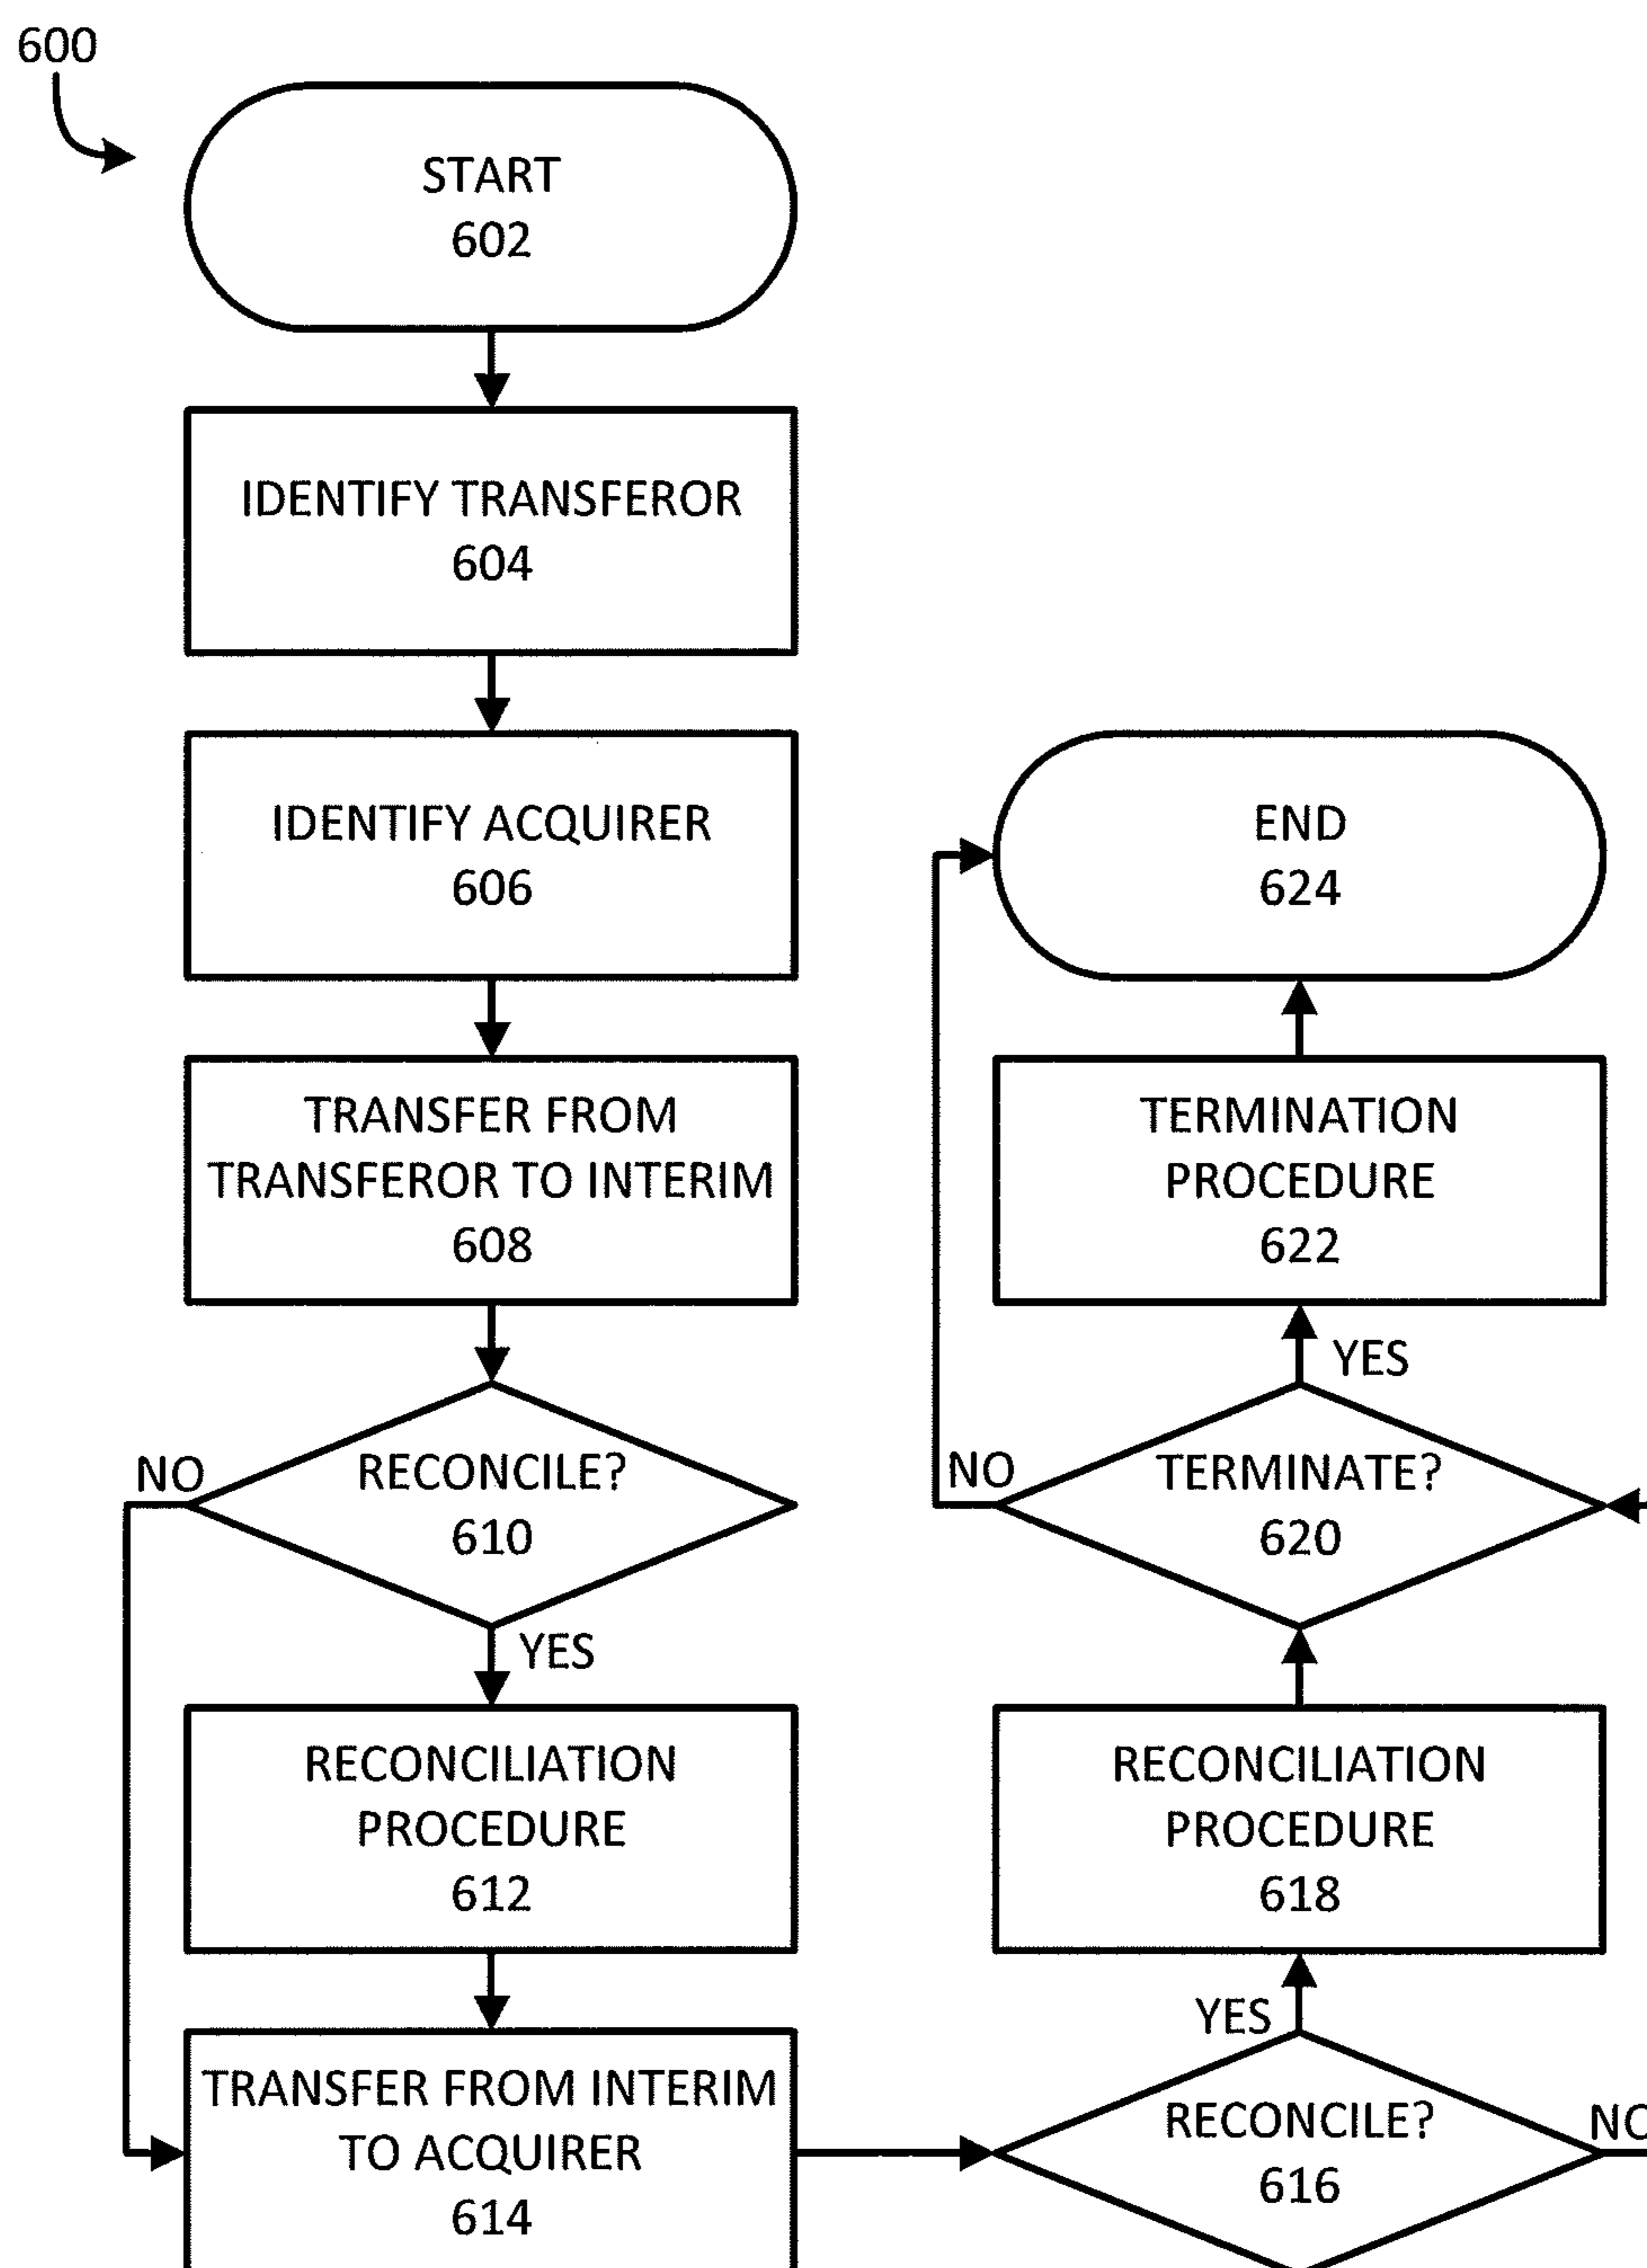 600
START
602
IDENTIFY TRANSFEROR
604
IDENTIFY ACQUIRER
606
TRANSFER FROM
TRANSFEROR TO INTERIM
608
RECONCILE?
610
NO
YES
RECONCILIATION
PROCEDURE
612
TRANSFER FROM INTERIM
TO ACQUIRER
614
RECONCILE?
616
YES
NO
RECONCILIATION
PROCEDURE
618
TERMINATE?
620
NO
YES
TERMINATION
PROCEDURE
622
END
624